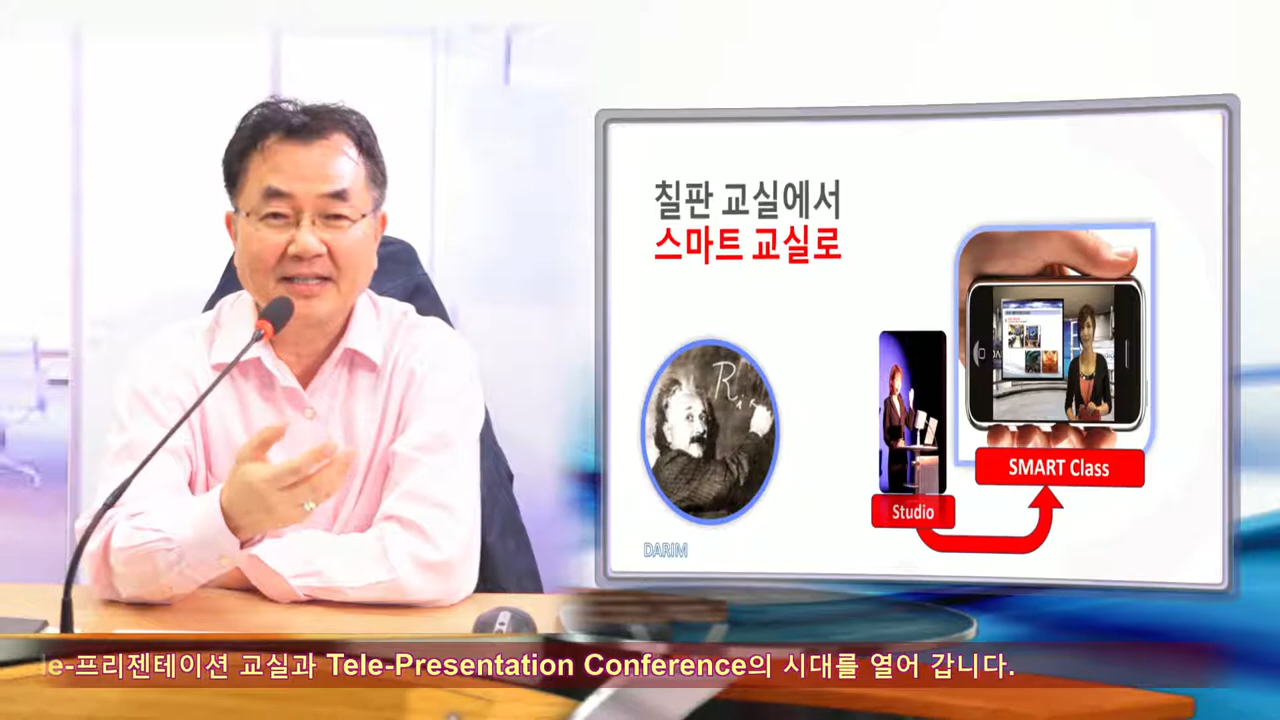 칠판 교실에서
스마트 교실로
SMART Class
Studio
DARIM
le-프리젠테이션 교실과 Tele-Presentation Conference의 시대를 열어 갑니다.